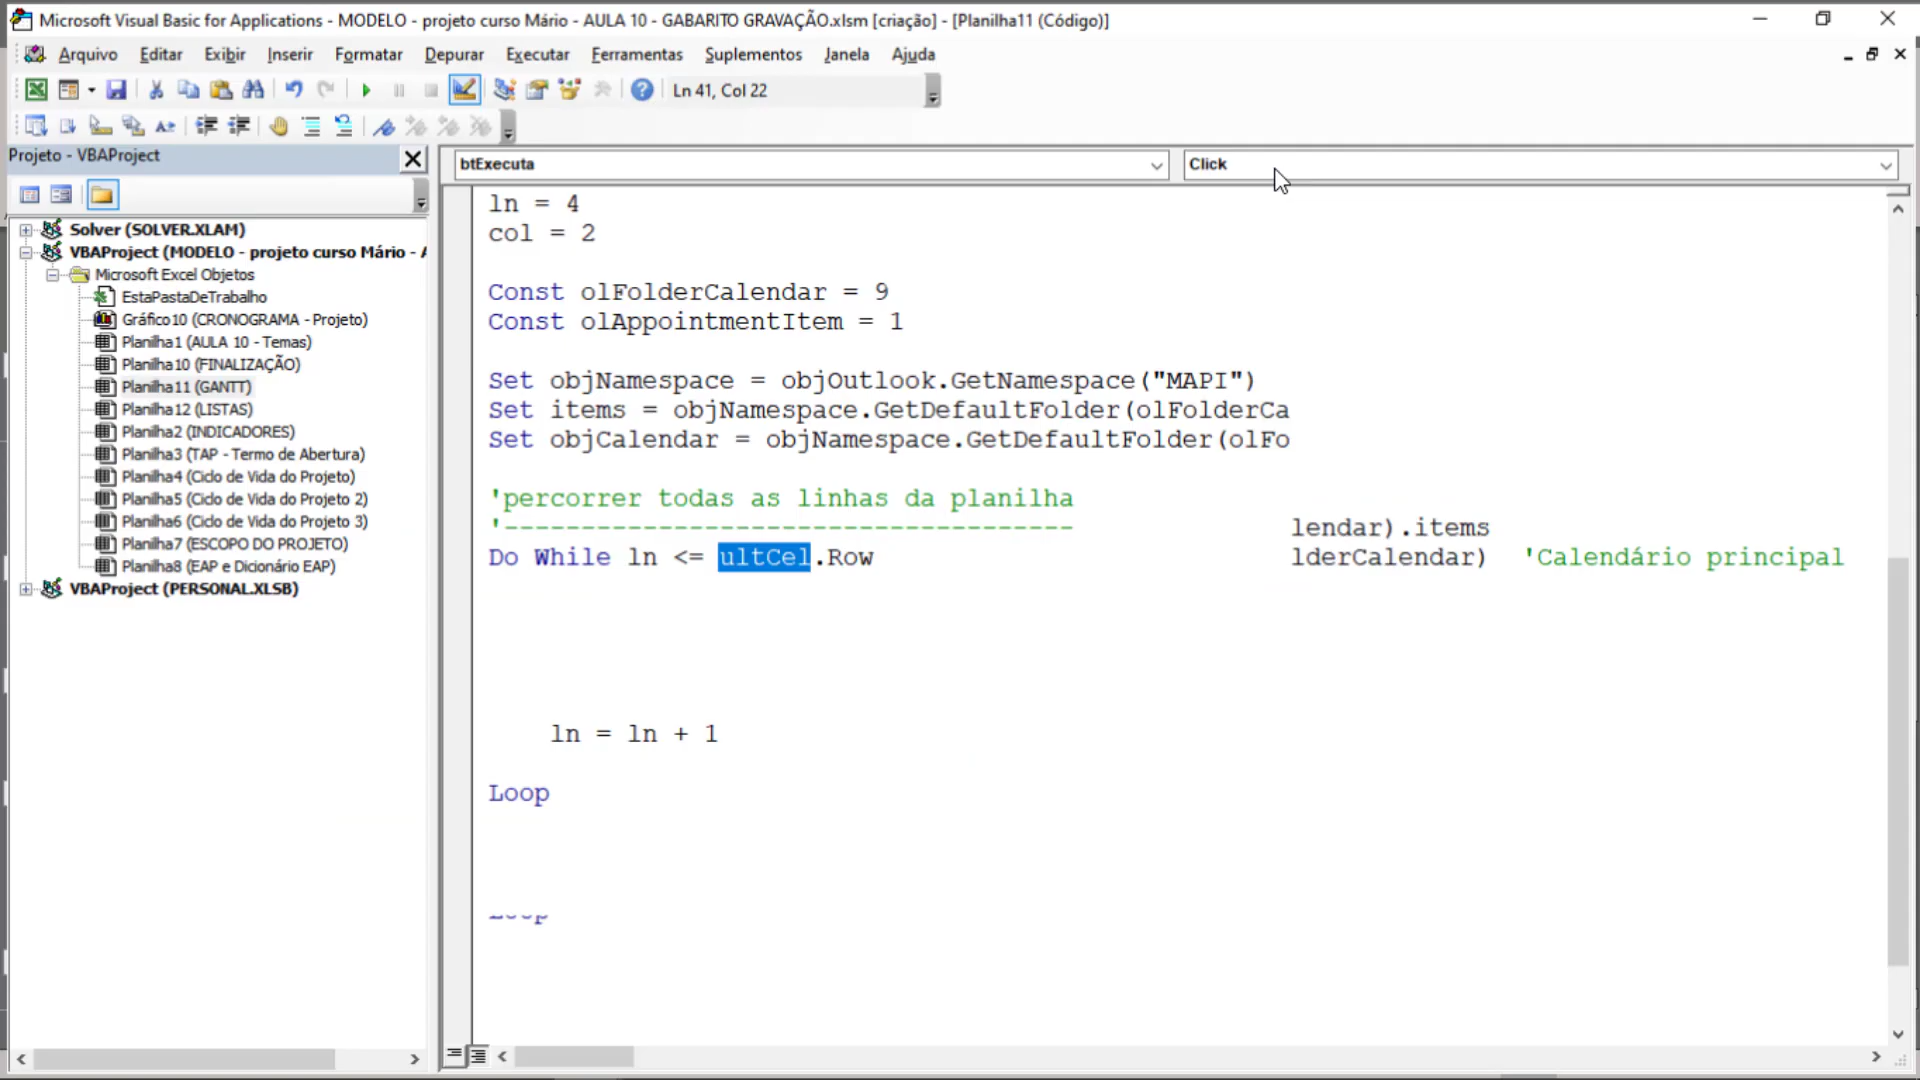 Microsoft Visual Basic for Applications - MODELO - projeto curso Mário - AULA 10 - GABARITO GRAVAÇÃO.xlsm [criação] - [Planilha11 (Código)]
Arquivo Editar Exibir Inserir Formatar Depurar Executar Ferramentas Suplementos Janela Ajuda
Ln 41, Col 22
Projeto - VBAProject
btExecuta
Click
Solver (SOLVER.XLAM)
VBAProject (MODELO - projeto curso Mário -
Microsoft Excel Objetos
EstaPastaDeTrabalho
Gráfico10 (CRONOGRAMA - Projeto)
Planilha1 (AULA 10 - Temas)
Planilha10 (FINALIZAÇÃO)
Planilha11 (GANTT)
Planilha12 (LISTAS)
Planilha2 (INDICADORES)
Planilha3 (TAP - Termo de Abertura)
Planilha4 (Ciclo de Vida do Projeto)
Planilha5 (Ciclo de Vida do Projeto 2)
Planilha6 (Ciclo de Vida do Projeto 3)
Planilha7 (ESCOPO DO PROJETO)
Planilha8 (EAP e Dicionário EAP)
VBAProject (PERSONAL.XLSB)
ln = 4
col = 2
Const olFolderCalendar = 9
Const olAppointmentItem = 1
Set objNamespace = objOutlook.GetNamespace("MAPI")
Set items = objNamespace.GetDefaultFolder(olFolderCa
Set objCalendar = objNamespace.GetDefaultFolder(olFo
'percorrer todas as linhas da planilha
'-------------------------------------
lendar).items
Do While ln <= ultCel.Row
lderCalendar) 'Calendário principal
ln = ln + 1
Loop